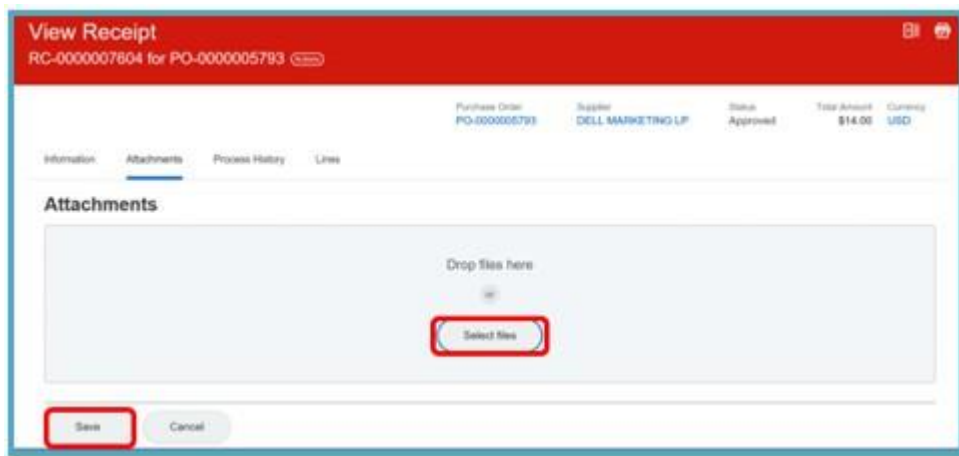 View Receipt
RC-0000007604 for PO-0000005793 Actions
Purchase Order Supplier Status Total Amount Currency
PO-0000005793 DELL MARKETING LP Approved $14.00 USD
Information Attachments Process History Lines
Attachments
Drop files here
or
Select files
Save Cancel